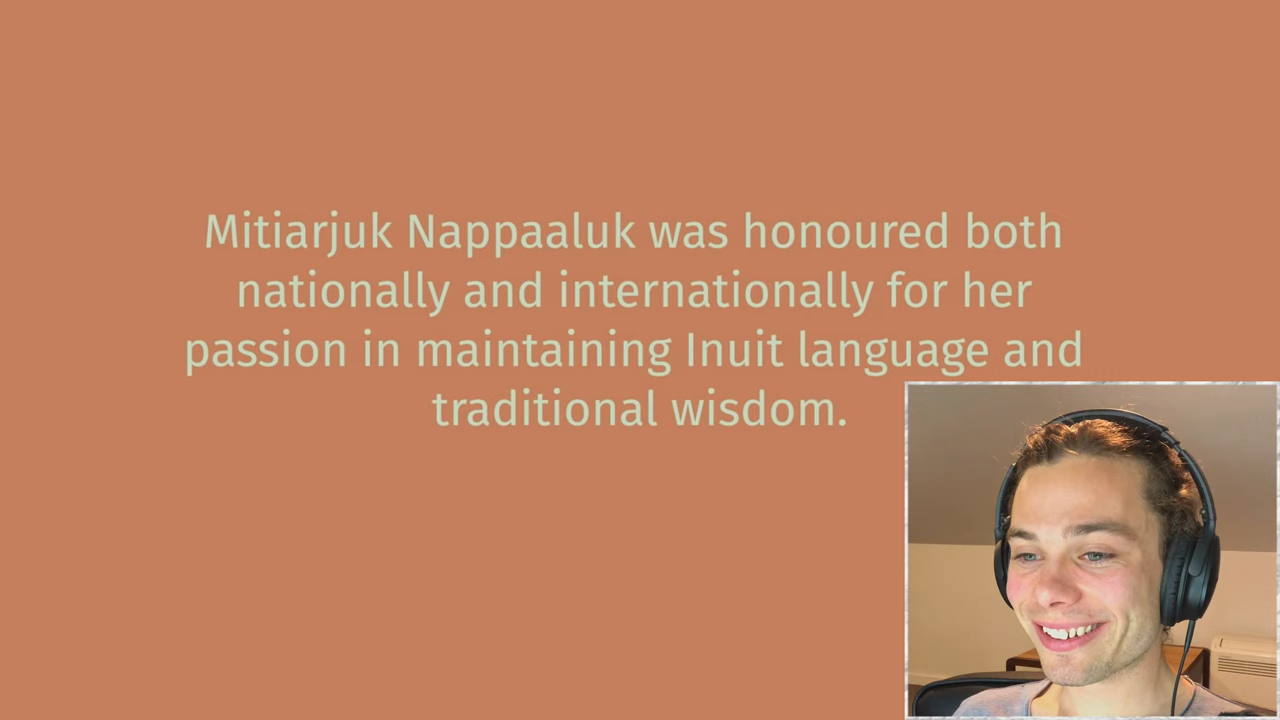 Mitiarjuk Nappaaluk was honoured both
nationally and internationally for her
passion in maintaining Inuit language and
traditional wisdom.